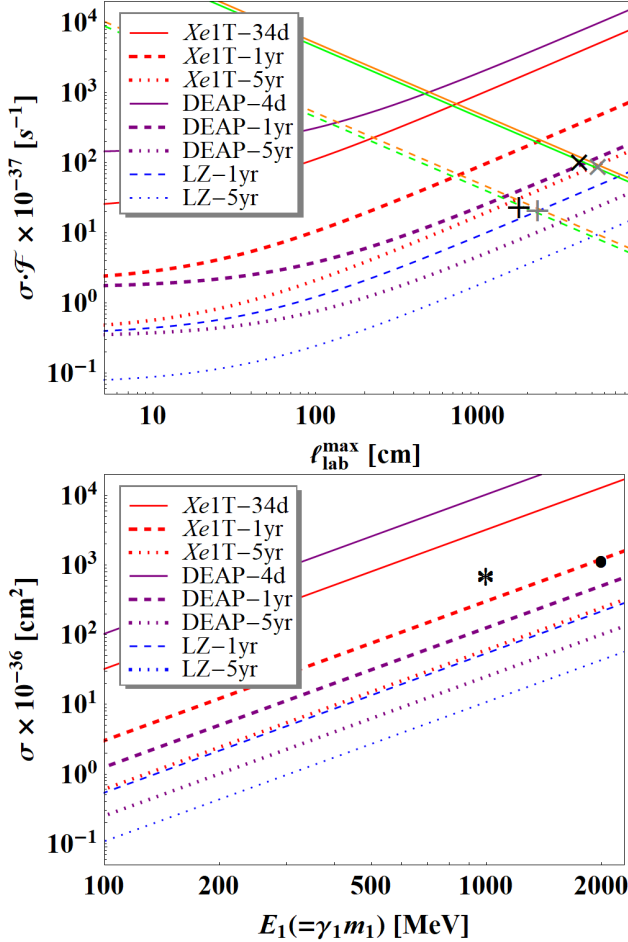 10⁴
10³
10²
10¹
10⁰
10⁻¹
σ·ℱ × 10⁻³⁷ [s⁻¹]
Xe1T−34d
Xe1T−1yr
Xe1T−5yr
DEAP−4d
DEAP−1yr
DEAP−5yr
LZ−1yr
LZ−5yr
10 100 1000
ℓ_lab^max [cm]
10⁴
10³
10²
10¹
10⁰
10⁻¹
σ × 10⁻³⁶ [cm²]
Xe1T−34d
Xe1T−1yr
Xe1T−5yr
DEAP−4d
DEAP−1yr
DEAP−5yr
LZ−1yr
LZ−5yr
100 200 500 1000 2000
E₁(=γ₁m₁) [MeV]